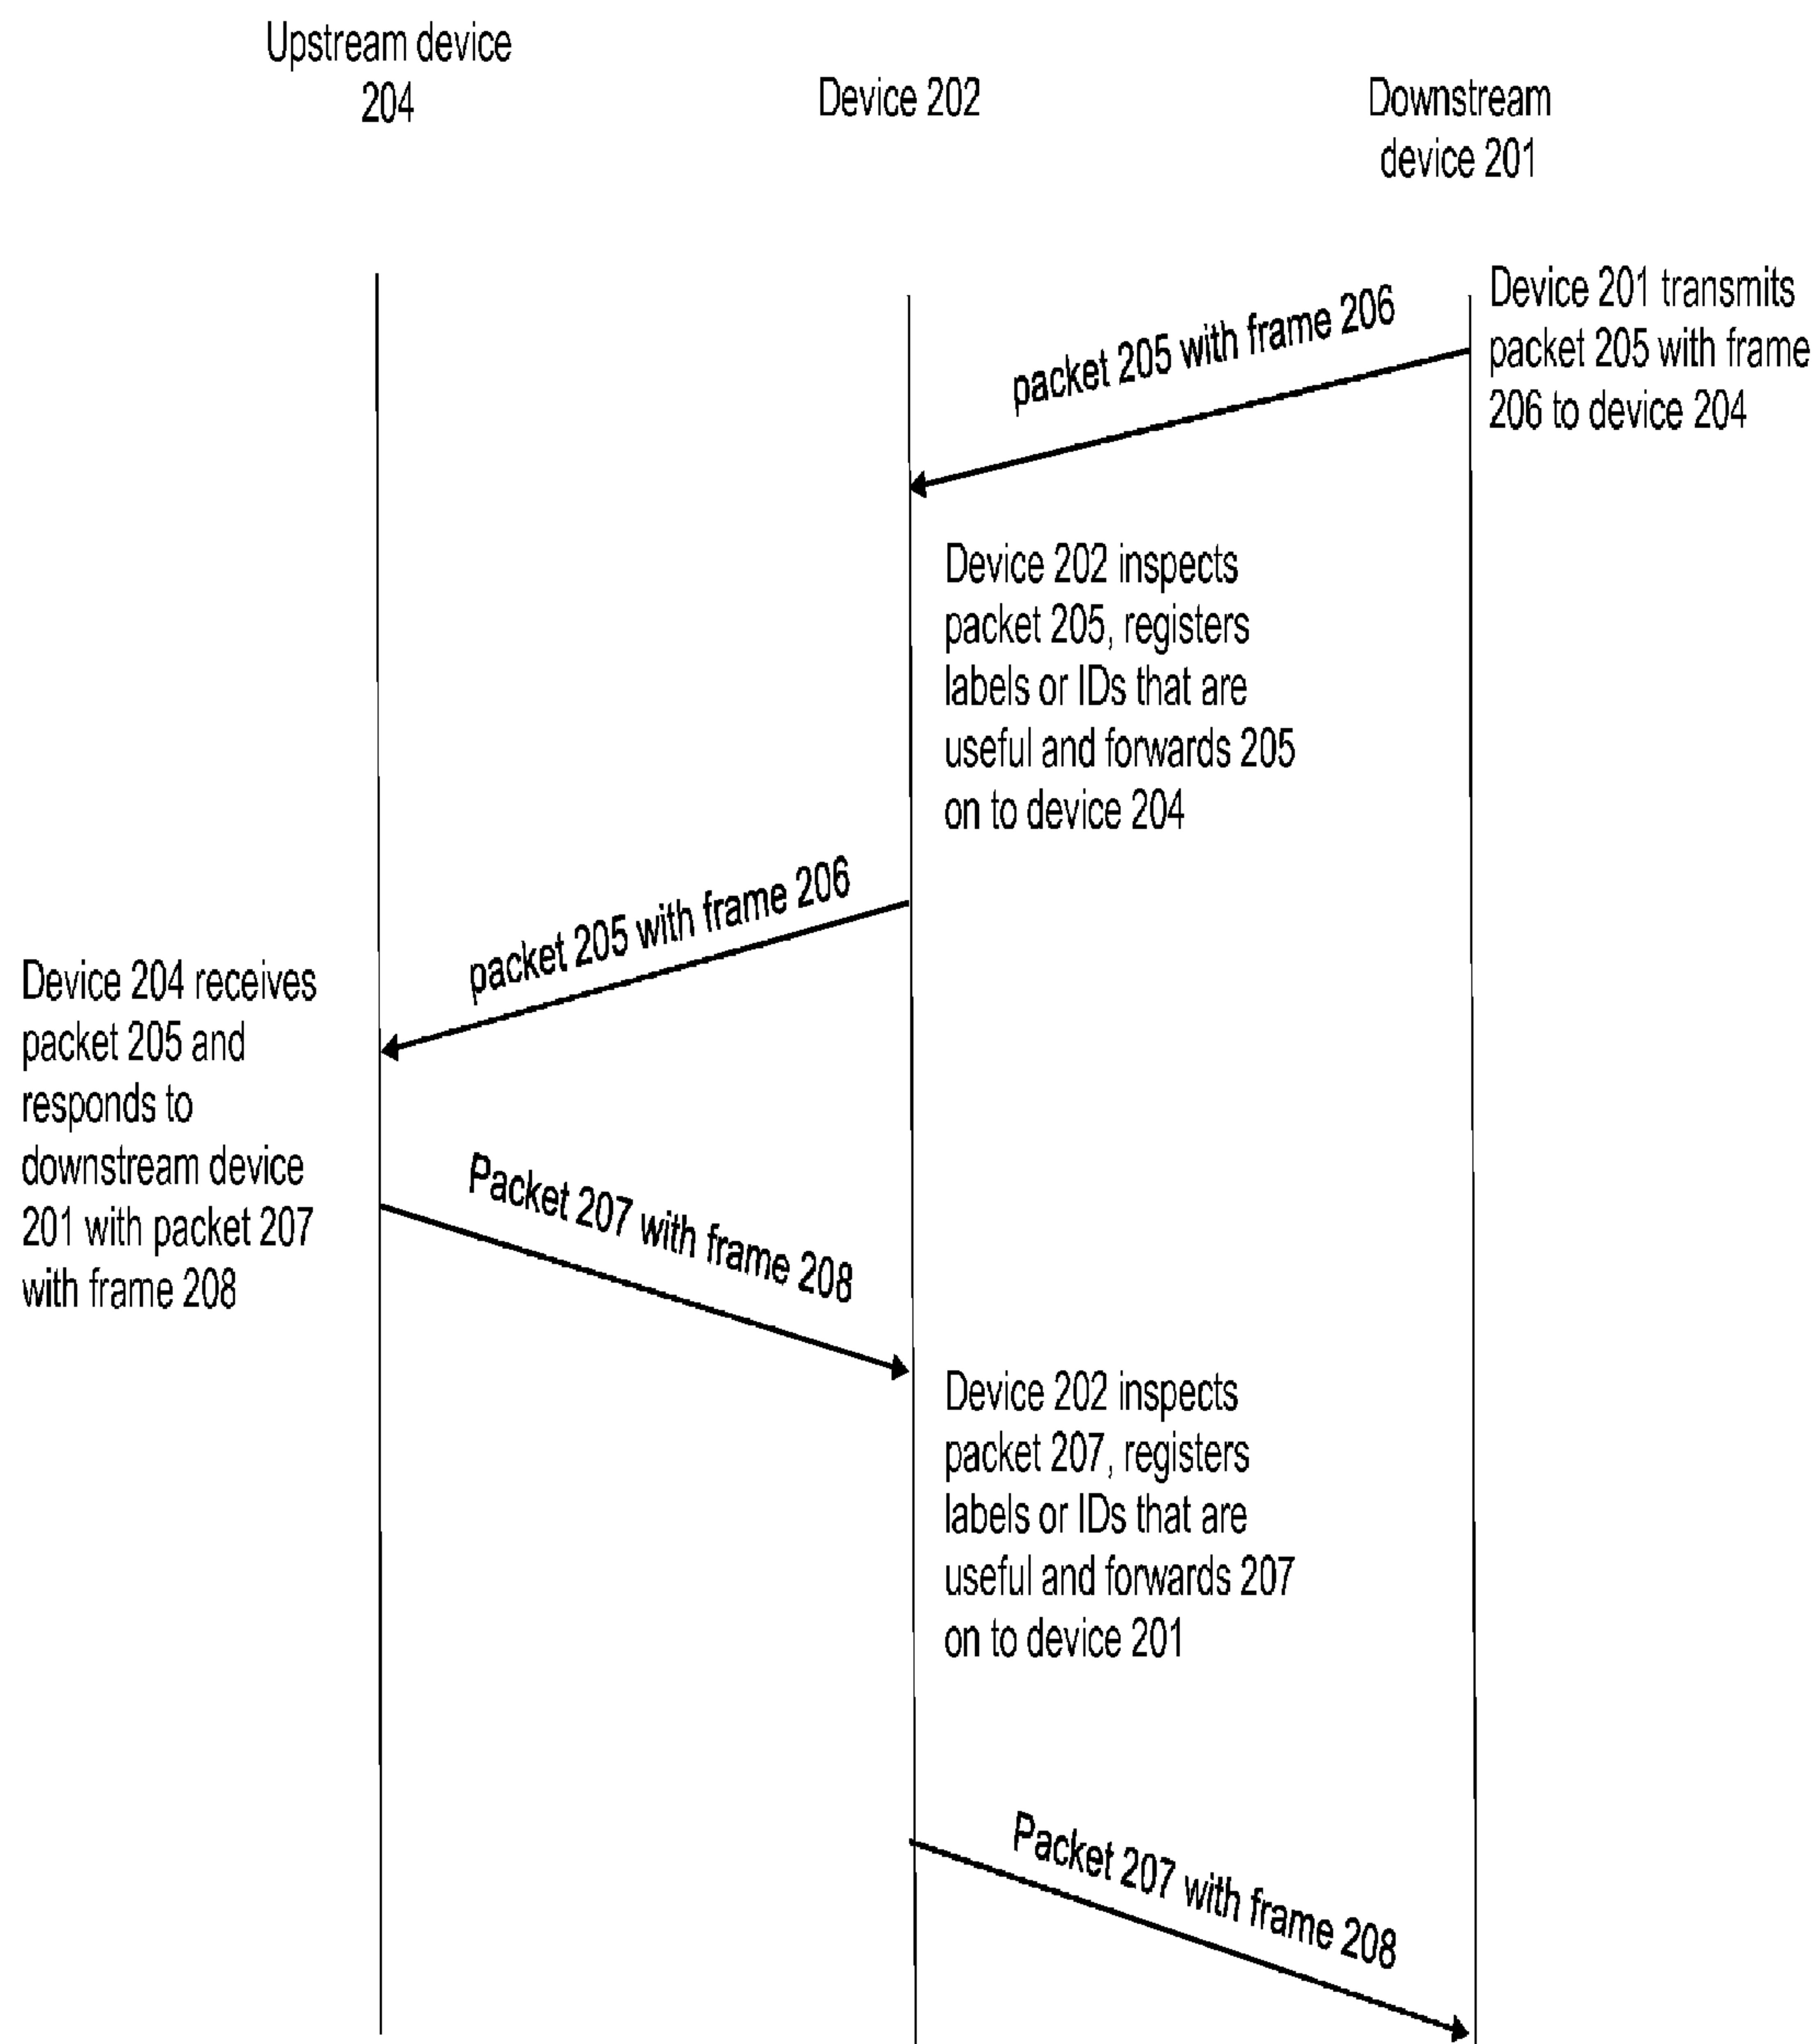 Upstream device
204
Device 202
Downstream
device 201
Device 201 transmits
packet 205 with frame
206 to device 204
packet 205 with frame 206
Device 202 inspects
packet 205, registers
labels or IDs that are
useful and forwards 205
on to device 204
packet 205 with frame 206
Device 204 receives
packet 205 and
responds to
downstream device
201 with packet 207
with frame 208
Packet 207 with frame 208
Device 202 inspects
packet 207, registers
labels or IDs that are
useful and forwards 207
on to device 201
Packet 207 with frame 208